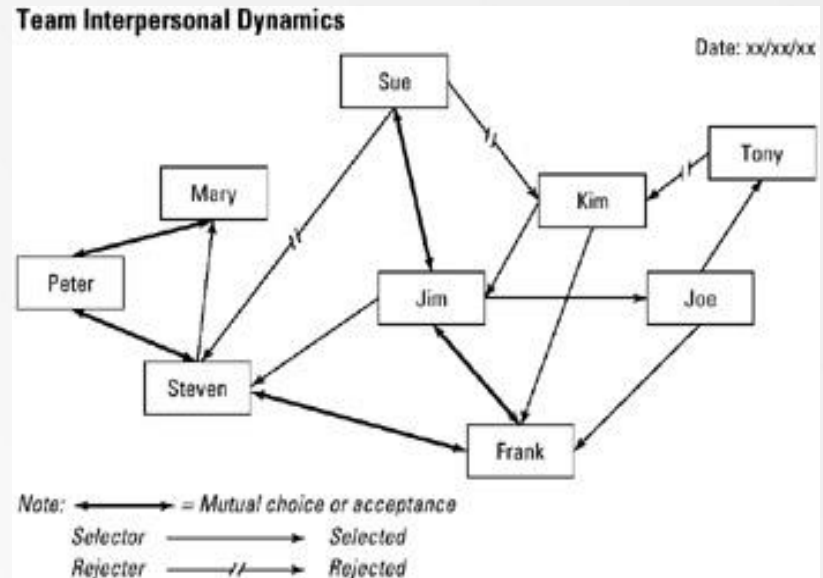 Team Interpersonal Dynamics
Date: xx/xx/xx
Sue
Tony
Mary
Kim
Peter
Jim
Joe
Steven
Frank
Note: = Mutual choice or acceptance
Selector Selected
Rejecter Rejected